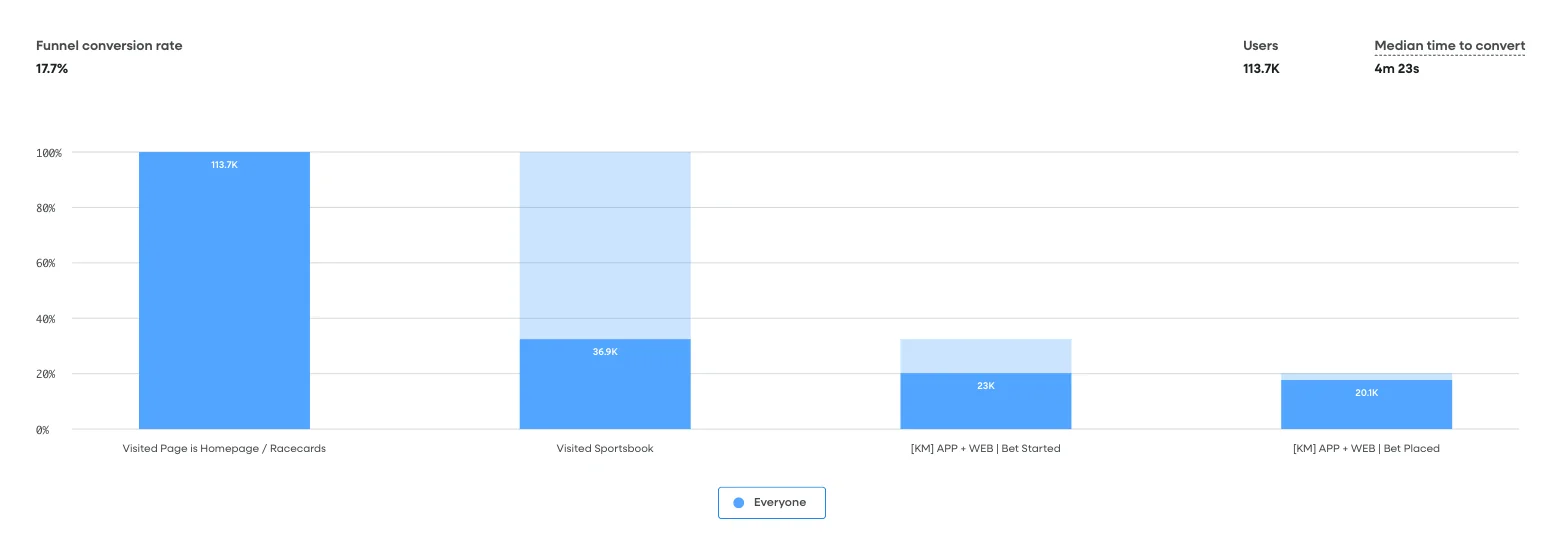 Funnel conversion rate
17.7%
Users
113.7K
Median time to convert
4m 23s
100%
80%
60%
40%
20%
0%
113.7K
36.9K
23K
20.1K
Visited Page is Homepage / Racecards
Visited Sportsbook
[KM] APP + WEB | Bet Started
[KM] APP + WEB | Bet Placed
Everyone